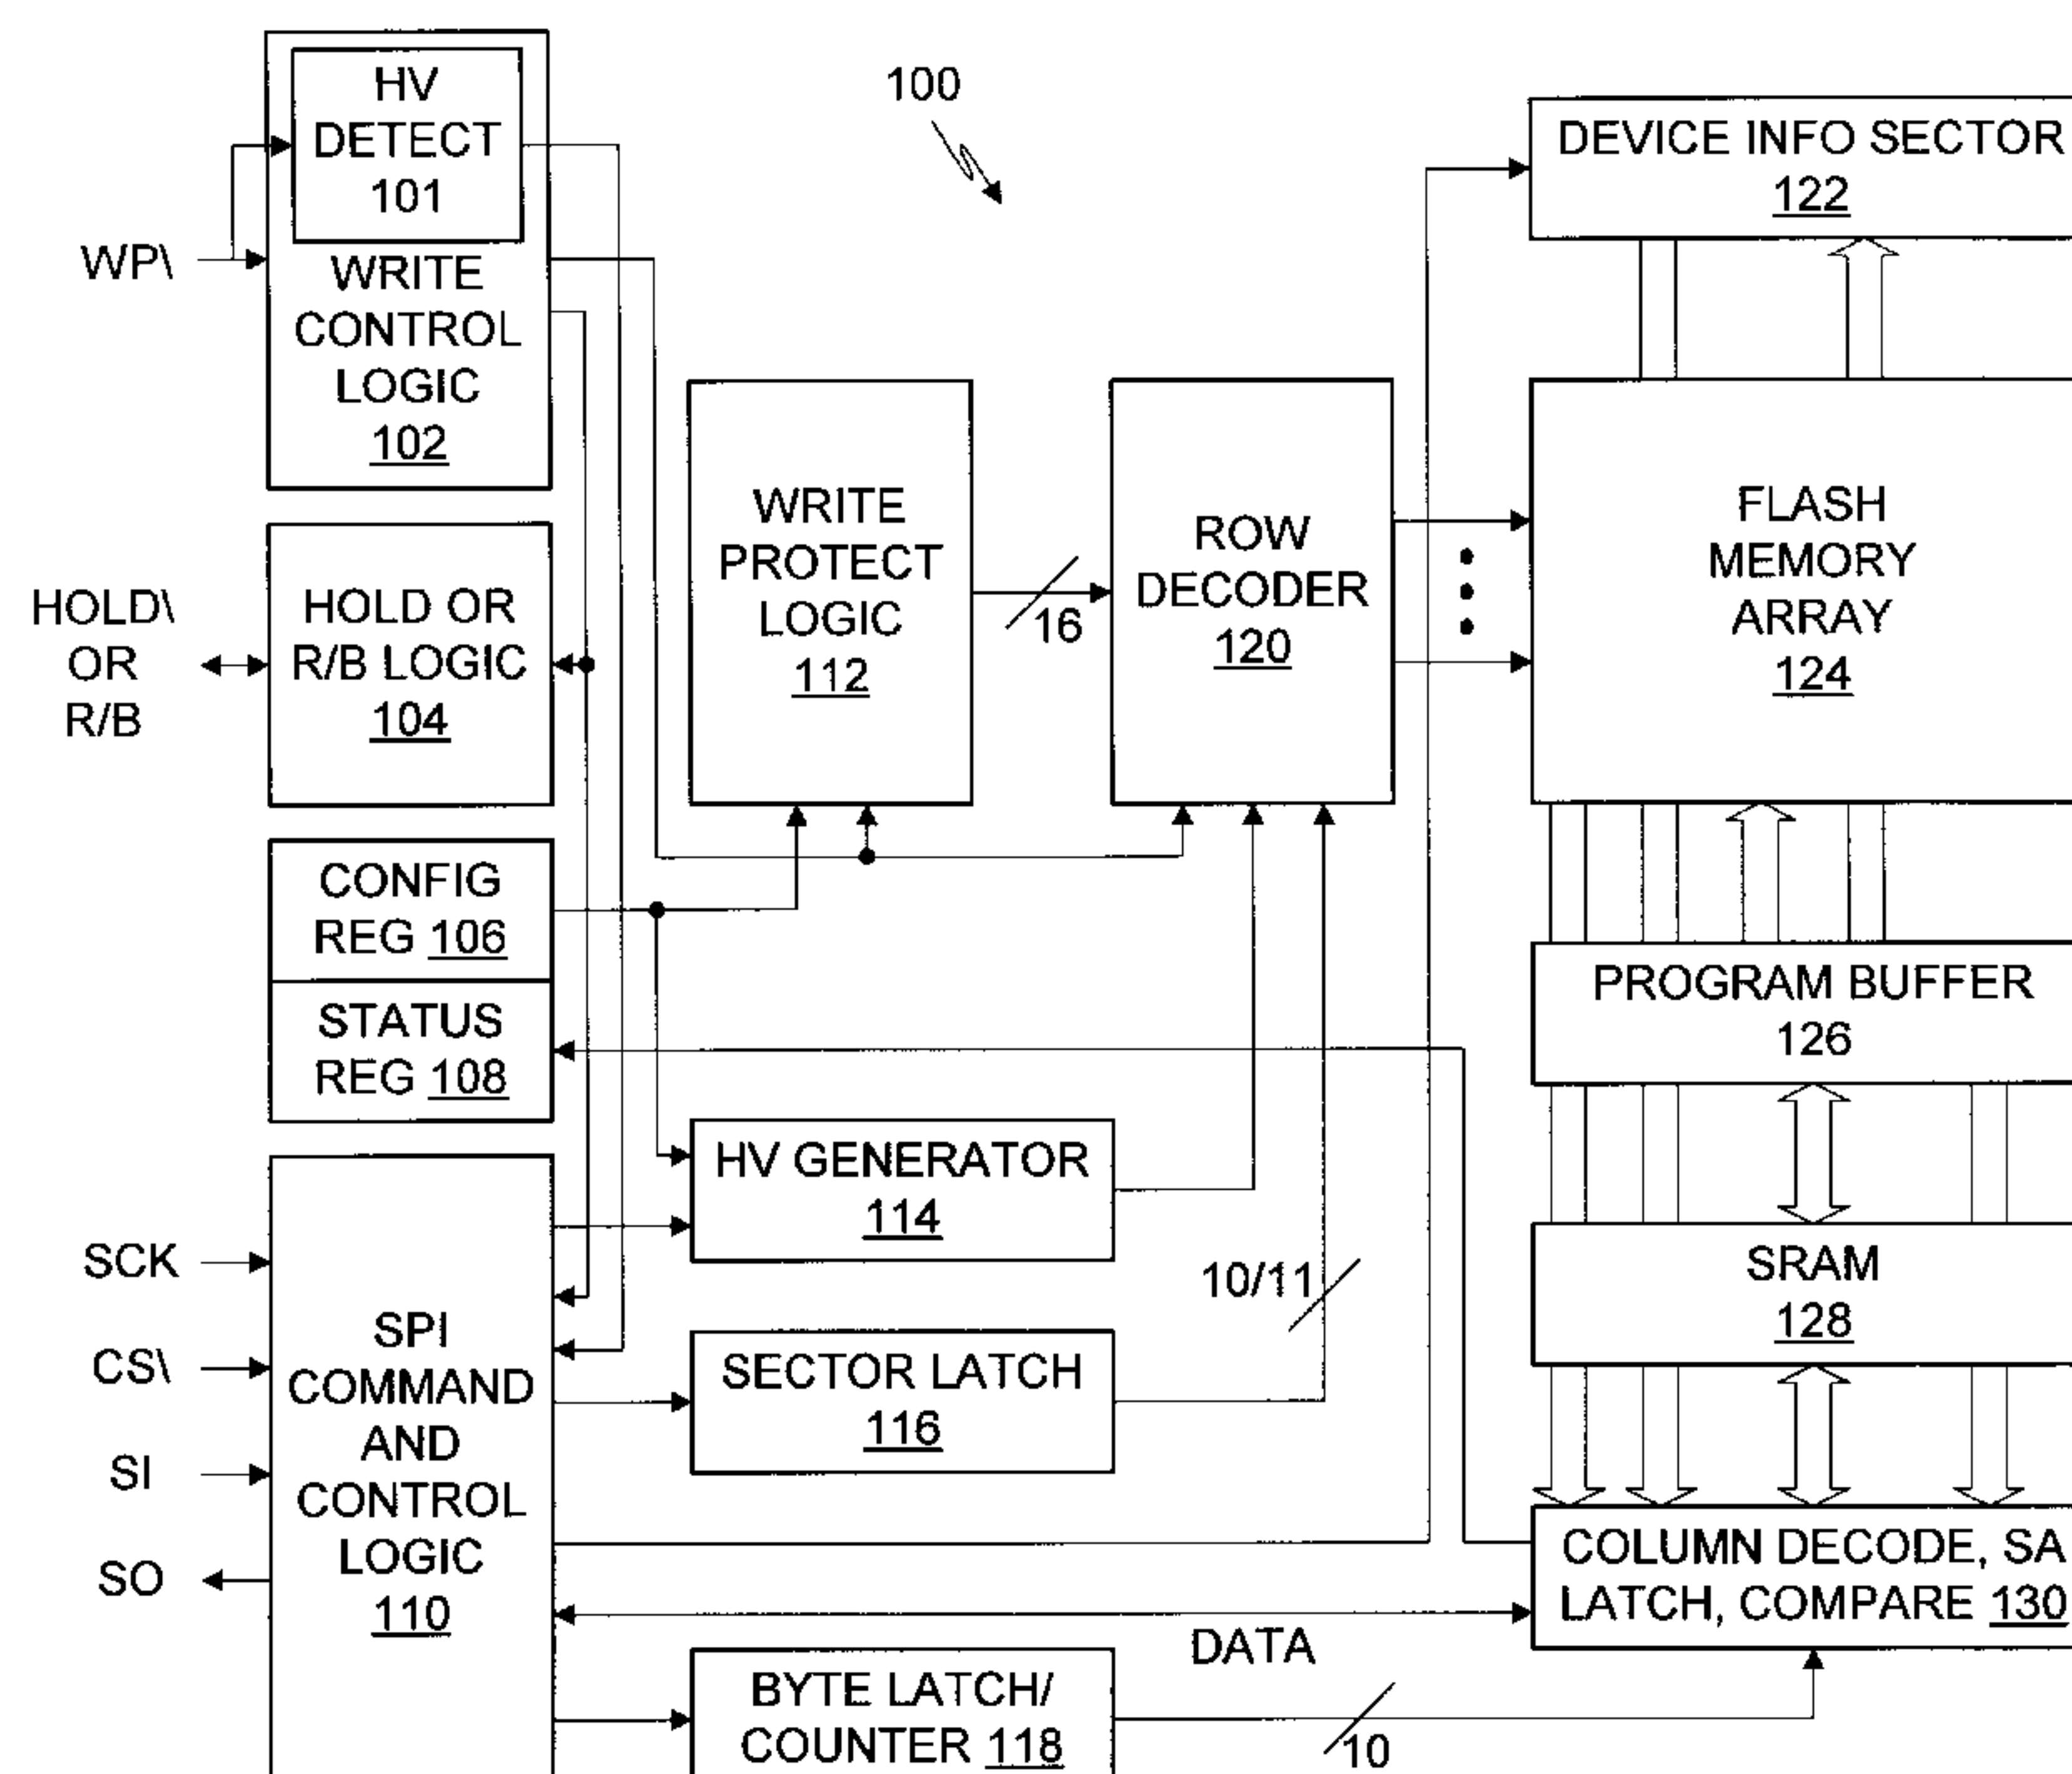 100
HV
DETECT
101
WRITE
CONTROL
LOGIC
102
WP\
HOLD\
OR
R/B
HOLD OR
R/B LOGIC
104
CONFIG
REG 106
STATUS
REG 108
SCK
CS\
SI
SO
SPI
COMMAND
AND
CONTROL
LOGIC
110
WRITE
PROTECT
LOGIC
112
16
ROW
DECODER
120
HV GENERATOR
114
SECTOR LATCH
116
10/11
DATA
BYTE LATCH/
COUNTER 118
10
DEVICE INFO SECTOR
122
FLASH
MEMORY
ARRAY
124
PROGRAM BUFFER
126
SRAM
128
COLUMN DECODE, SA
LATCH, COMPARE 130